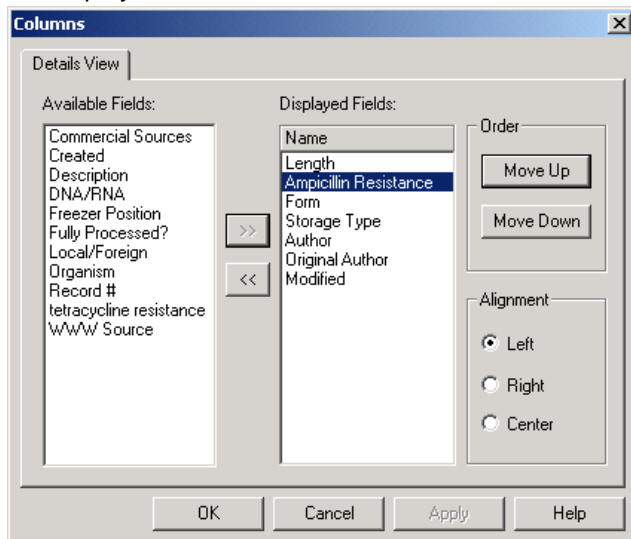 Columns
Details View
Available Fields:
Commercial Sources
Created
Description
DNA/RNA
Freezer Position
Fully Processed?
Local/Foreign
Organism
Record #
tetracycline resistance
WWW Source
>>
<<
Displayed Fields:
Name
Length
Ampicillin Resistance
Form
Storage Type
Author
Original Author
Modified
Order
Move Up
Move Down
Alignment
Left
Right
Center
OK
Cancel
Apply
Help